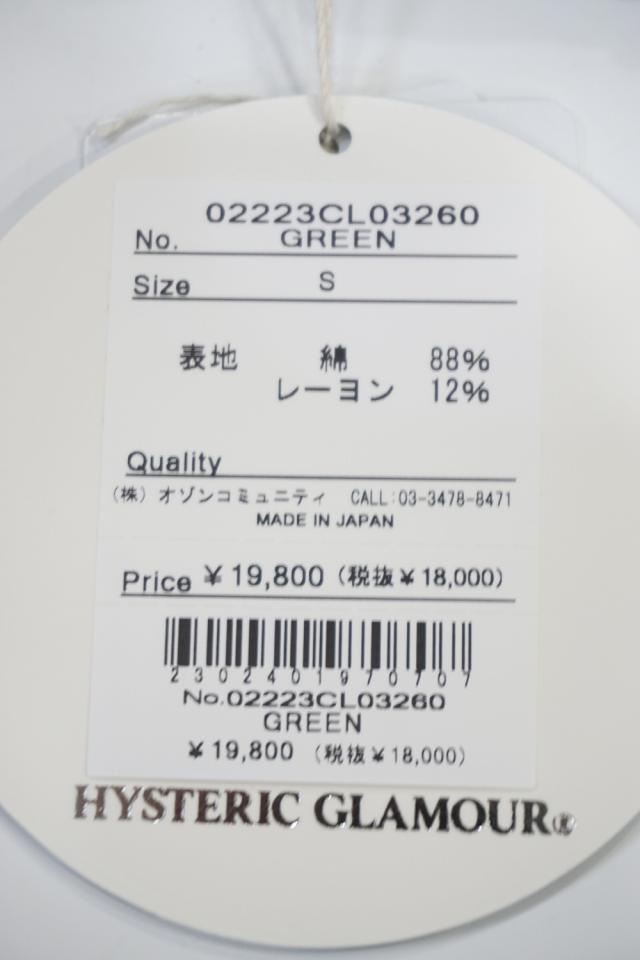 02223CL03260
No. GREEN
Size S
表地 綿 88%
レーヨン 12%
Quality
(株) オゾンコミュニティ CALL:03-3478-8471
MADE IN JAPAN
Price ¥19,800 (税抜¥18,000)
2302401970707
No.02223CL03260
GREEN
¥19,800 (税抜¥18,000)
HYSTERIC GLAMOUR®